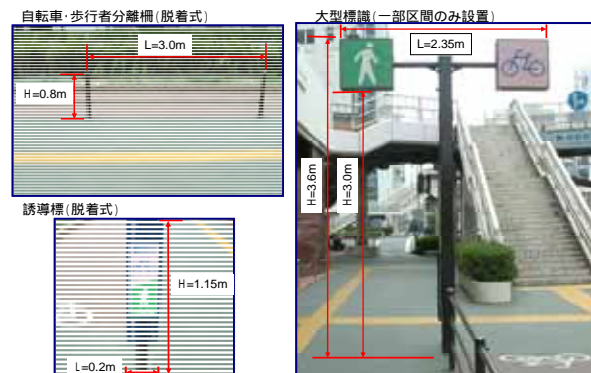 自転車・歩行者分離柵(脱着式)
L=3.0m
H=0.8m
誘導標(脱着式)
H=1.15m
L=0.2m
大型標識(一部区間のみ設置)
L=2.35m
H=3.6m
H=3.0m